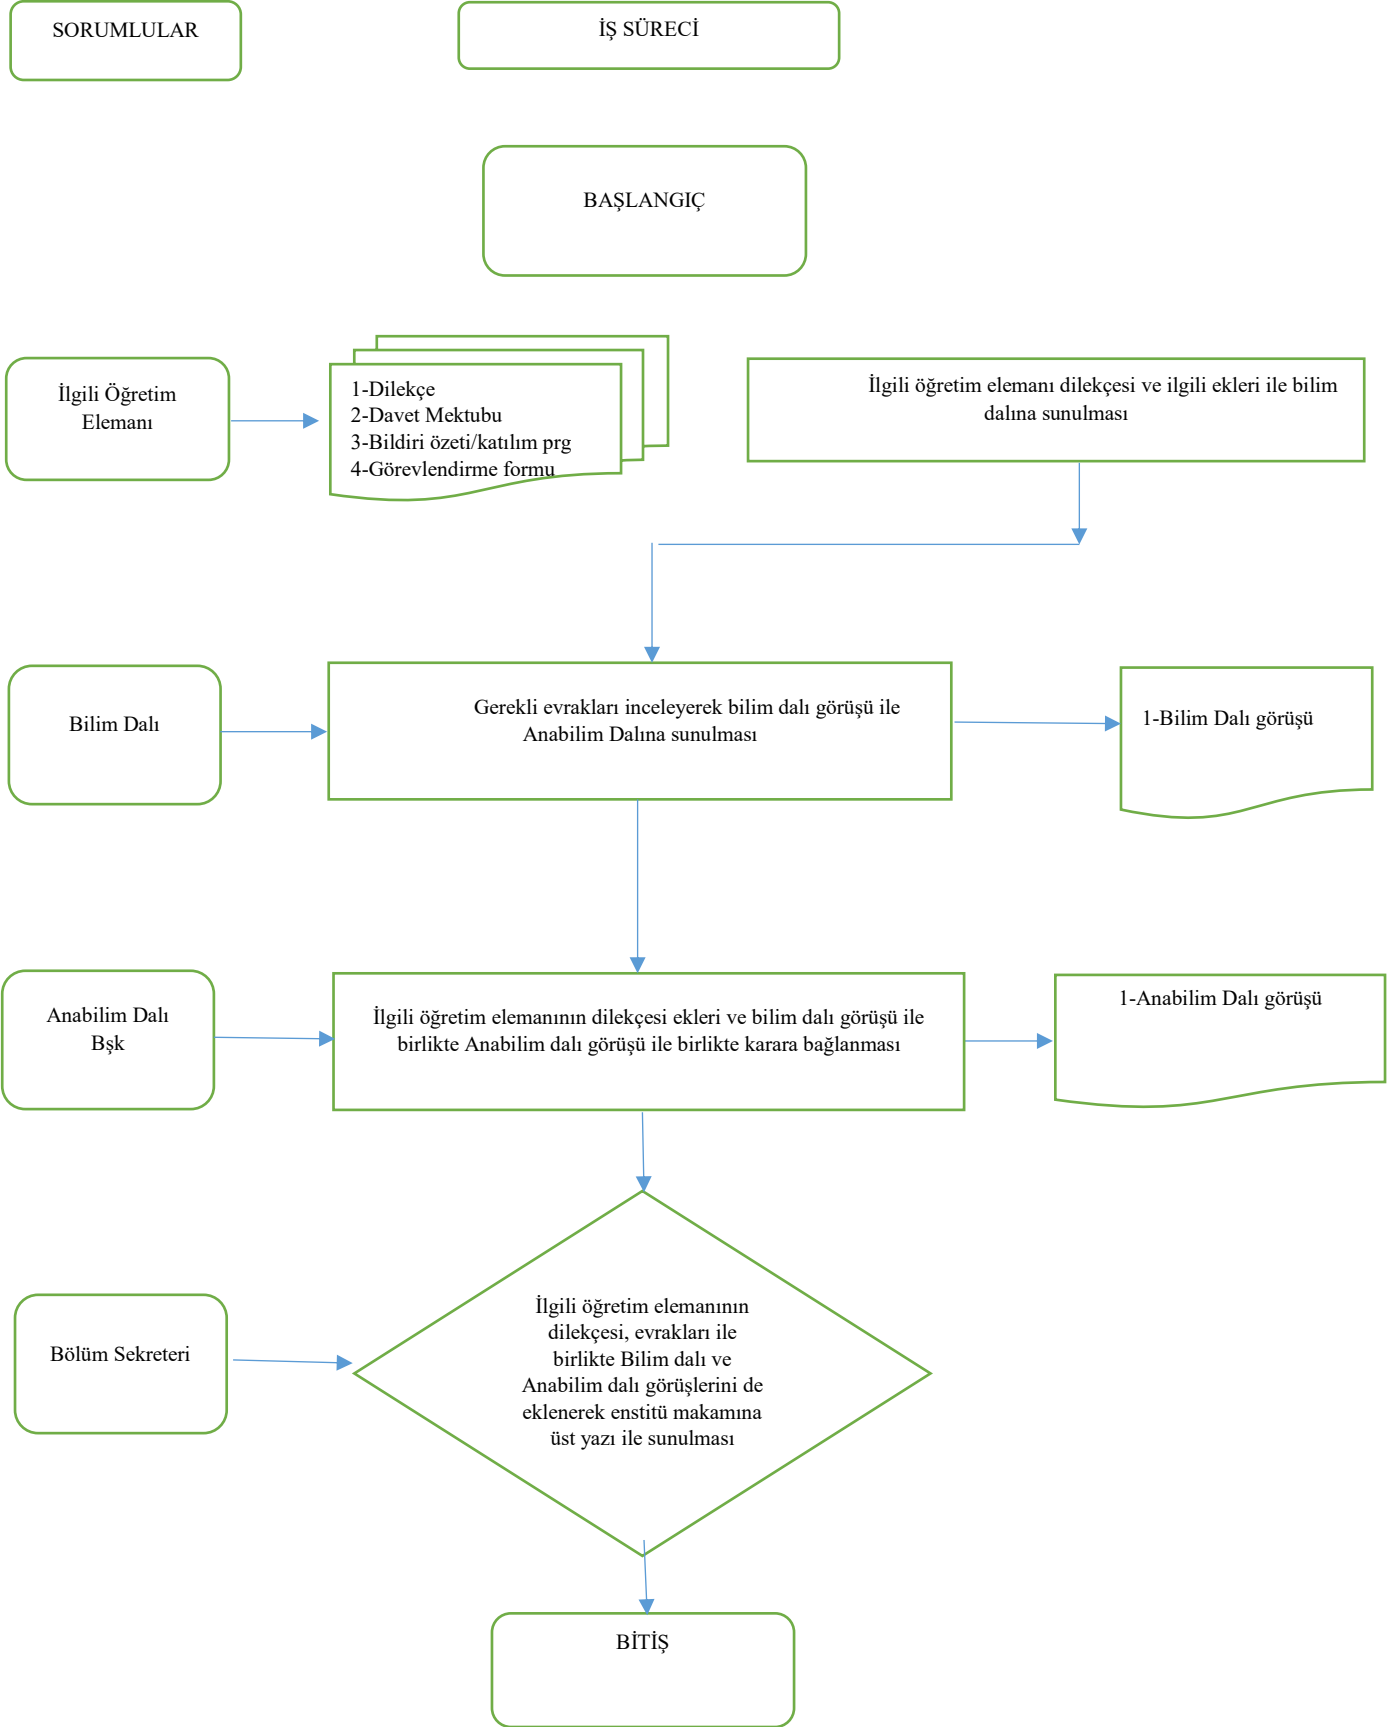 SORUMLULAR
İŞ SÜRECİ
BAŞLANGIÇ
İlgili Öğretim
Elemanı
1-Dilekçe
2-Davet Mektubu
3-Bildiri özeti/katılım prg
4-Görevlendirme formu
İlgili öğretim elemanı dilekçesi ve ilgili ekleri ile bilim
dalına sunulması
Bilim Dalı
Gerekli evrakları inceleyerek bilim dalı görüşü ile
Anabilim Dalına sunulması
1-Bilim Dalı görüşü
Anabilim Dalı
Bşk
İlgili öğretim elemanının dilekçesi ekleri ve bilim dalı görüşü ile
birlikte Anabilim dalı görüşü ile birlikte karara bağlanması
1-Anabilim Dalı görüşü
Bölüm Sekreteri
İlgili öğretim elemanının
dilekçesi, evrakları ile
birlikte Bilim dalı ve
Anabilim dalı görüşlerini de
eklenerek enstitü makamına
üst yazı ile sunulması
BİTİŞ